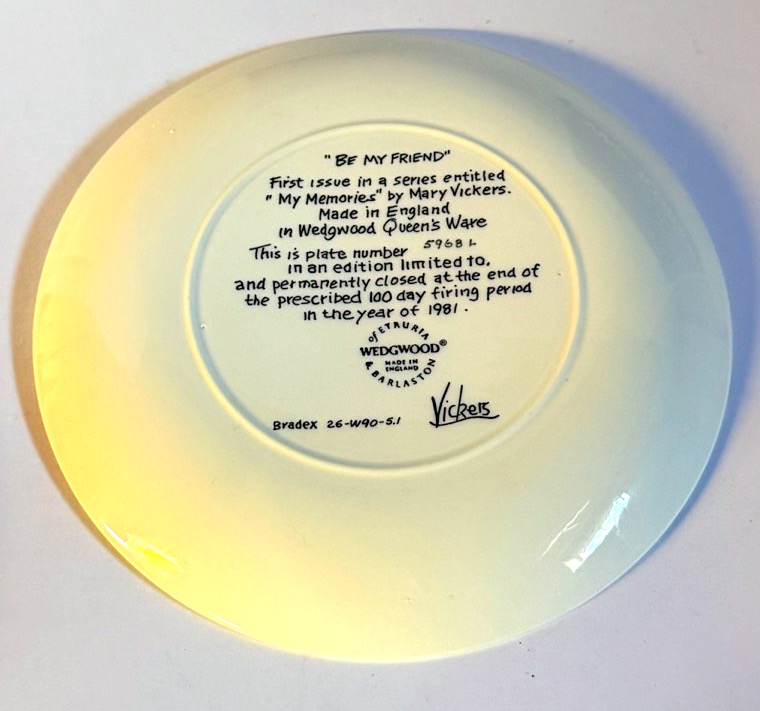 "BE MY FRIEND"
First issue in a series entitled
"My Memories" by Mary Vickers.
Made in England
in Wedgwood Queen's Ware
This is plate number 5968 L
in an edition limited to,
and permanently closed at the end of
the prescribed 100 day firing period
in the year of 1981.
of ETRURIA
WEDGWOOD®
MADE IN
ENGLAND
& BARLASTON
Vickers
Bradex 26-W90-5.1